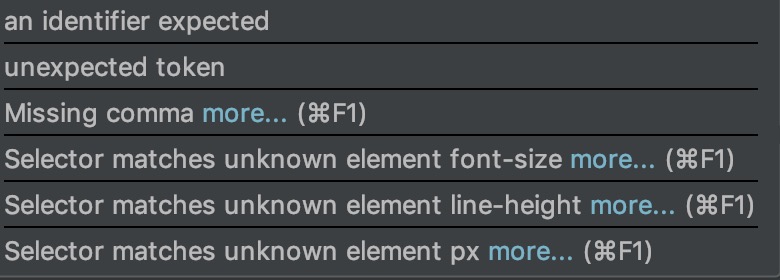 an identifier expected
unexpected token
Missing comma more... (⌘F1)
Selector matches unknown element font-size more... (⌘F1)
Selector matches unknown element line-height more... (⌘F1)
Selector matches unknown element px more... (⌘F1)